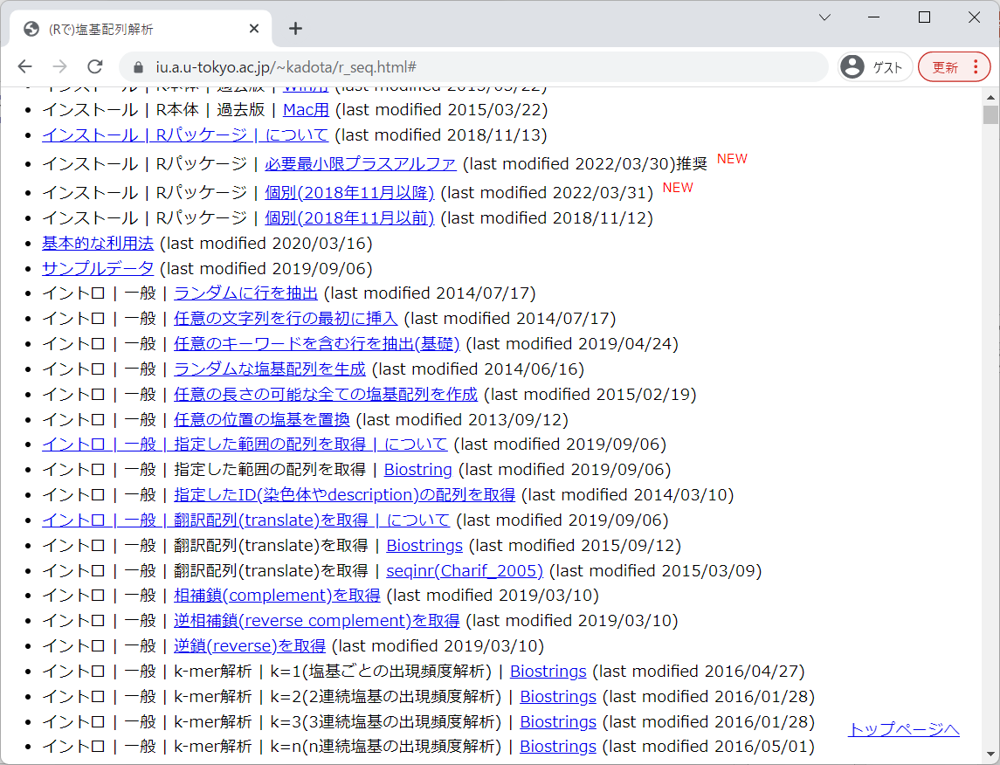 (Rで)塩基配列解析
iu.a.u-tokyo.ac.jp/~kadota/r_seq.html#
ゲスト
更新
インストール | R本体 | 過去版 | Win用 (last modified 2015/03/22)
インストール | R本体 | 過去版 | Mac用 (last modified 2015/03/22)
インストール | Rパッケージ | について (last modified 2018/11/13)
インストール | Rパッケージ | 必要最小限プラスアルファ (last modified 2022/03/30)推奨 NEW
インストール | Rパッケージ | 個別(2018年11月以降) (last modified 2022/03/31) NEW
インストール | Rパッケージ | 個別(2018年11月以前) (last modified 2018/11/12)
基本的な利用法 (last modified 2020/03/16)
サンプルデータ (last modified 2019/09/06)
イントロ | 一般 | ランダムに行を抽出 (last modified 2014/07/17)
イントロ | 一般 | 任意の文字列を行の最初に挿入 (last modified 2014/07/17)
イントロ | 一般 | 任意のキーワードを含む行を抽出(基礎) (last modified 2019/04/24)
イントロ | 一般 | ランダムな塩基配列を生成 (last modified 2014/06/16)
イントロ | 一般 | 任意の長さの可能な全ての塩基配列を作成 (last modified 2015/02/19)
イントロ | 一般 | 任意の位置の塩基を置換 (last modified 2013/09/12)
イントロ | 一般 | 指定した範囲の配列を取得 | について (last modified 2019/09/06)
イントロ | 一般 | 指定した範囲の配列を取得 | Biostring (last modified 2019/09/06)
イントロ | 一般 | 指定したID(染色体やdescription)の配列を取得 (last modified 2014/03/10)
イントロ | 一般 | 翻訳配列(translate)を取得 | について (last modified 2019/09/06)
イントロ | 一般 | 翻訳配列(translate)を取得 | Biostrings (last modified 2015/09/12)
イントロ | 一般 | 翻訳配列(translate)を取得 | seqinr(Charif_2005) (last modified 2015/03/09)
イントロ | 一般 | 相補鎖(complement)を取得 (last modified 2019/03/10)
イントロ | 一般 | 逆相補鎖(reverse complement)を取得 (last modified 2019/03/10)
イントロ | 一般 | 逆鎖(reverse)を取得 (last modified 2019/03/10)
イントロ | 一般 | k-mer解析 | k=1(塩基ごとの出現頻度解析) | Biostrings (last modified 2016/04/27)
イントロ | 一般 | k-mer解析 | k=2(2連続塩基の出現頻度解析) | Biostrings (last modified 2016/01/28)
イントロ | 一般 | k-mer解析 | k=3(3連続塩基の出現頻度解析) | Biostrings (last modified 2016/01/28)
イントロ | 一般 | k-mer解析 | k=n(n連続塩基の出現頻度解析) | Biostrings (last modified 2016/05/01)
トップページへ